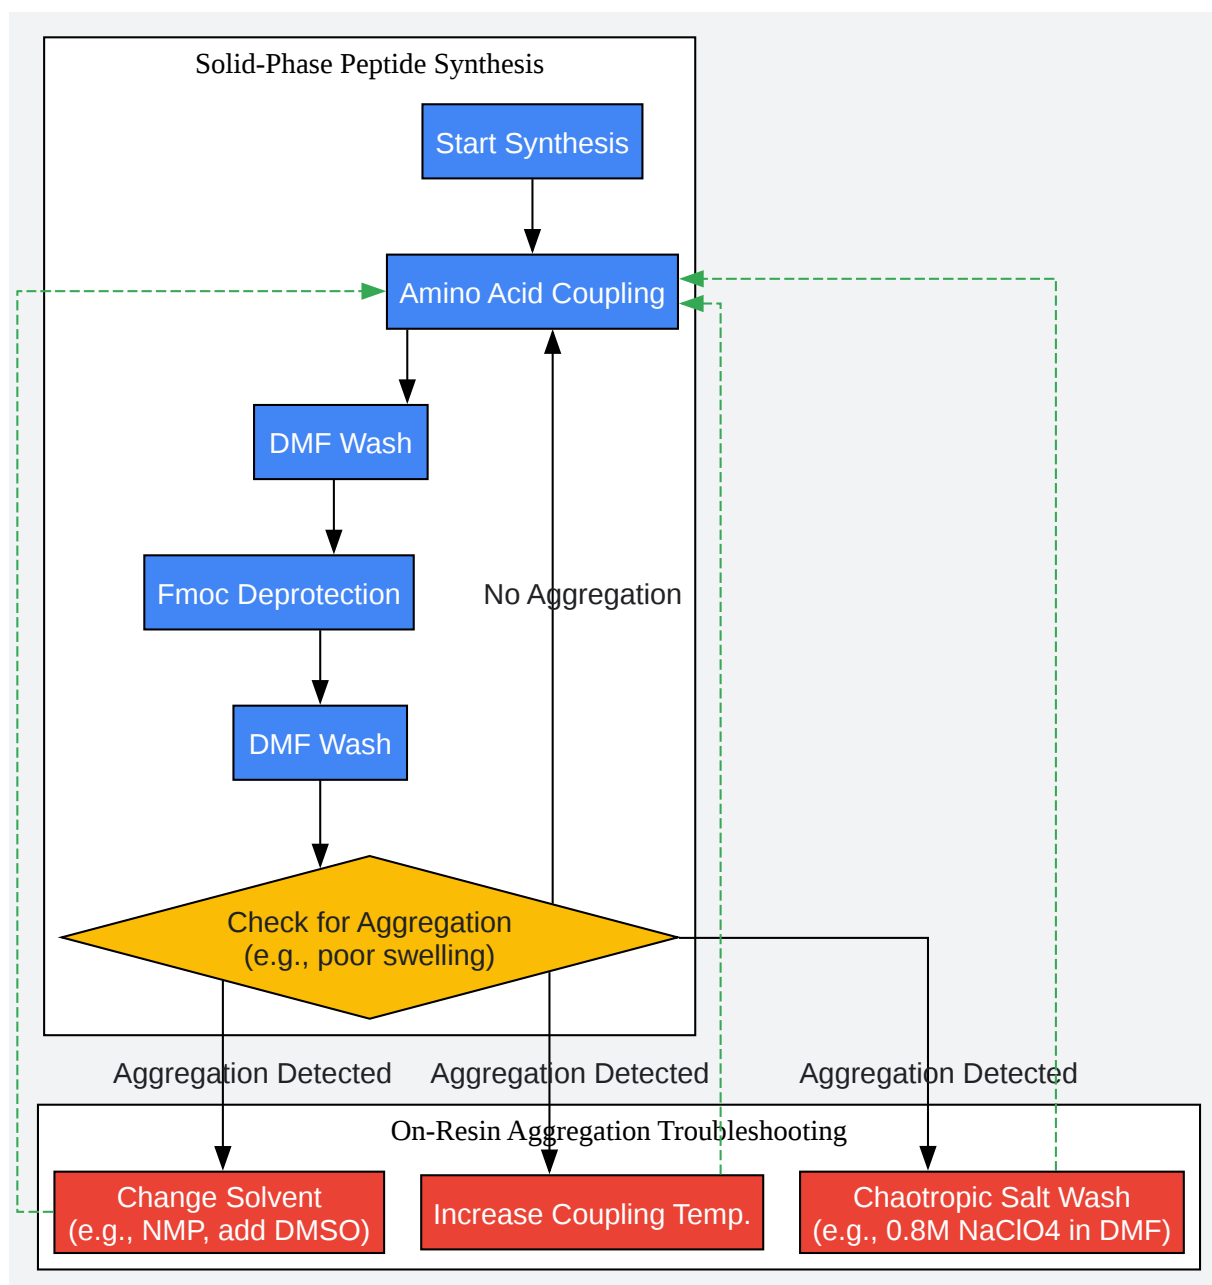 Solid-Phase Peptide Synthesis
Start Synthesis
Amino Acid Coupling
DMF Wash
Fmoc Deprotection
No Aggregation
DMF Wash
Check for Aggregation
(e.g., poor swelling)
Aggregation Detected
Aggregation Detected
Aggregation Detected
On-Resin Aggregation Troubleshooting
Change Solvent
(e.g., NMP, add DMSO)
Increase Coupling Temp.
Chaotropic Salt Wash
(e.g., 0.8M NaClO4 in DMF)